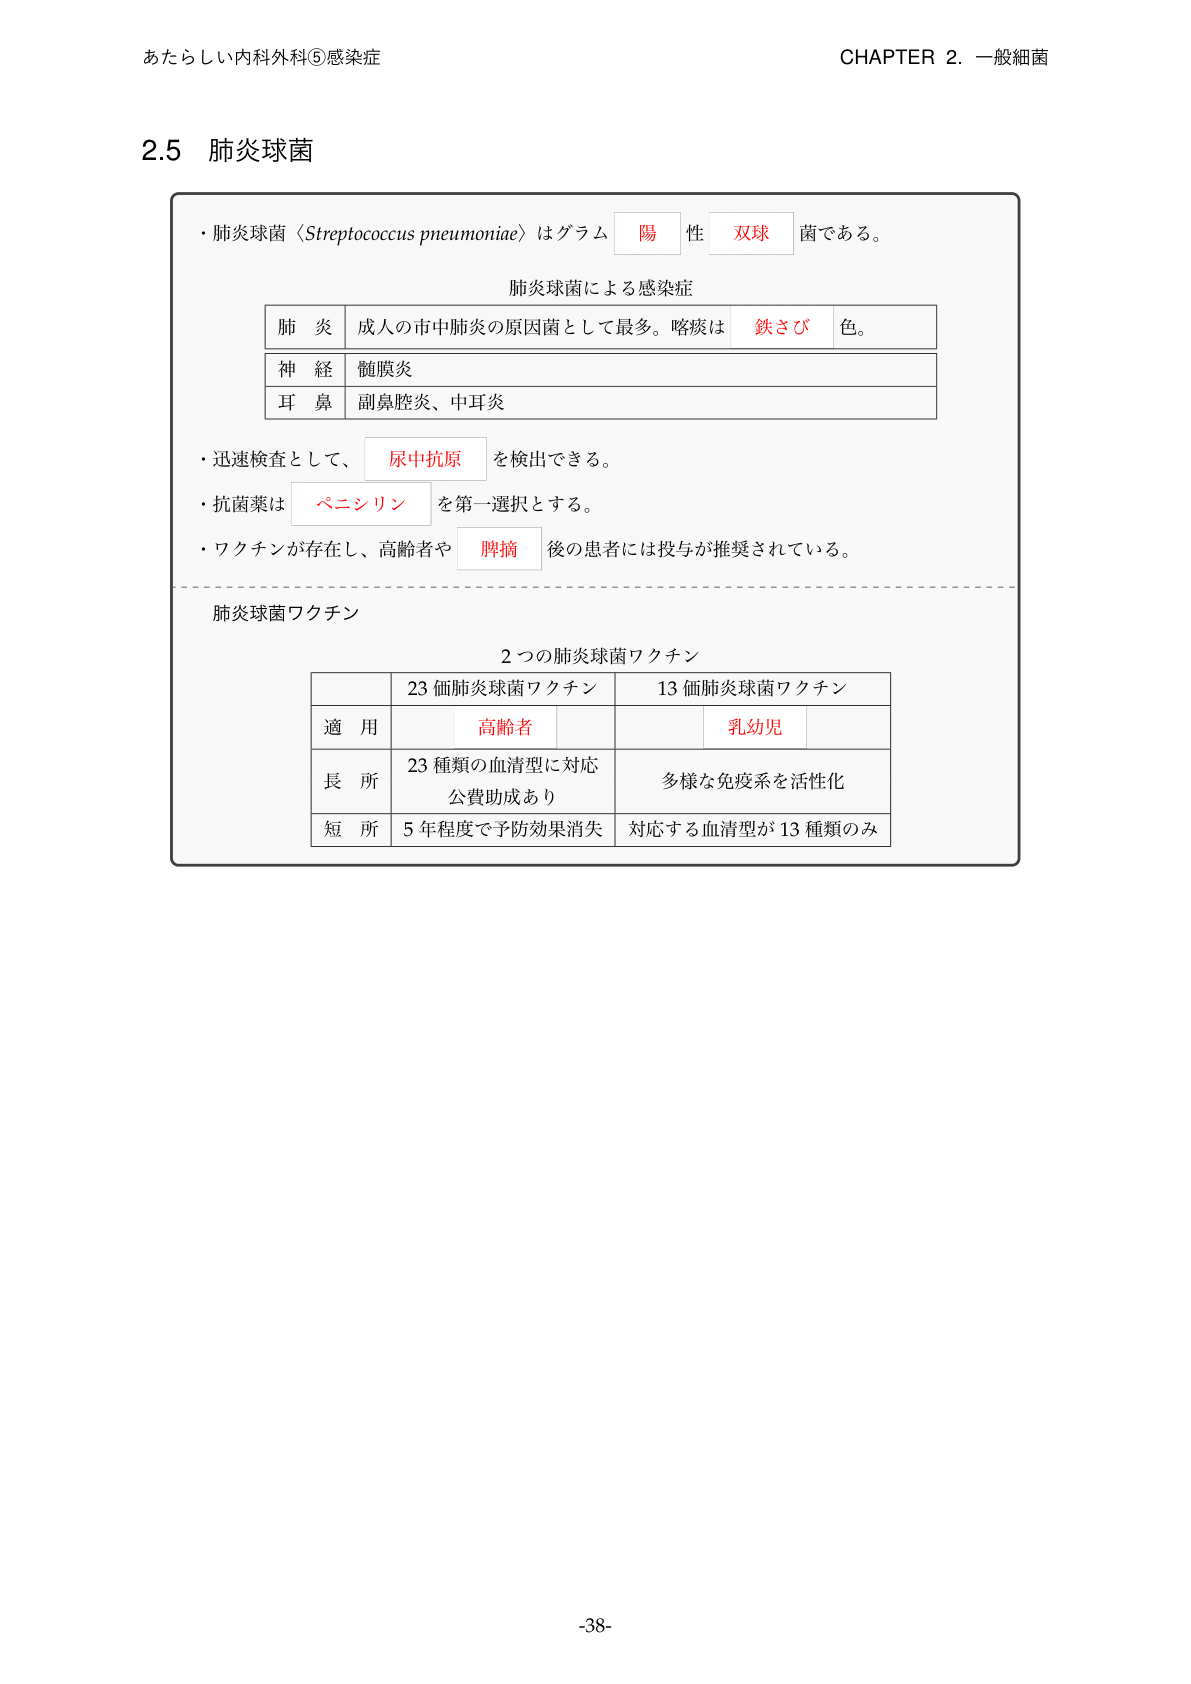 あたらしい内科外科⑤感染症
CHAPTER 2. 一般細菌
2.5 肺炎球菌
・肺炎球菌〈Streptococcus pneumoniae〉はグラム 陽 性 双球 菌である。
肺炎球菌による感染症
肺 炎 成人の市中肺炎の原因菌として最多。喀痰は 鉄さび 色。
神 経 髄膜炎
耳 鼻 副鼻腔炎、中耳炎
・迅速検査として、 尿中抗原 を検出できる。
・抗菌薬は ペニシリン を第一選択とする。
・ワクチンが存在し、高齢者や 脾摘 後の患者には投与が推奨されている。
肺炎球菌ワクチン
2 つの肺炎球菌ワクチン
23 価肺炎球菌ワクチン 13 価肺炎球菌ワクチン
適 用 高齢者 乳幼児
長 所 23 種類の血清型に対応 公費助成あり 多様な免疫系を活性化
短 所 5 年程度で予防効果消失 対応する血清型が 13 種類のみ
-38-